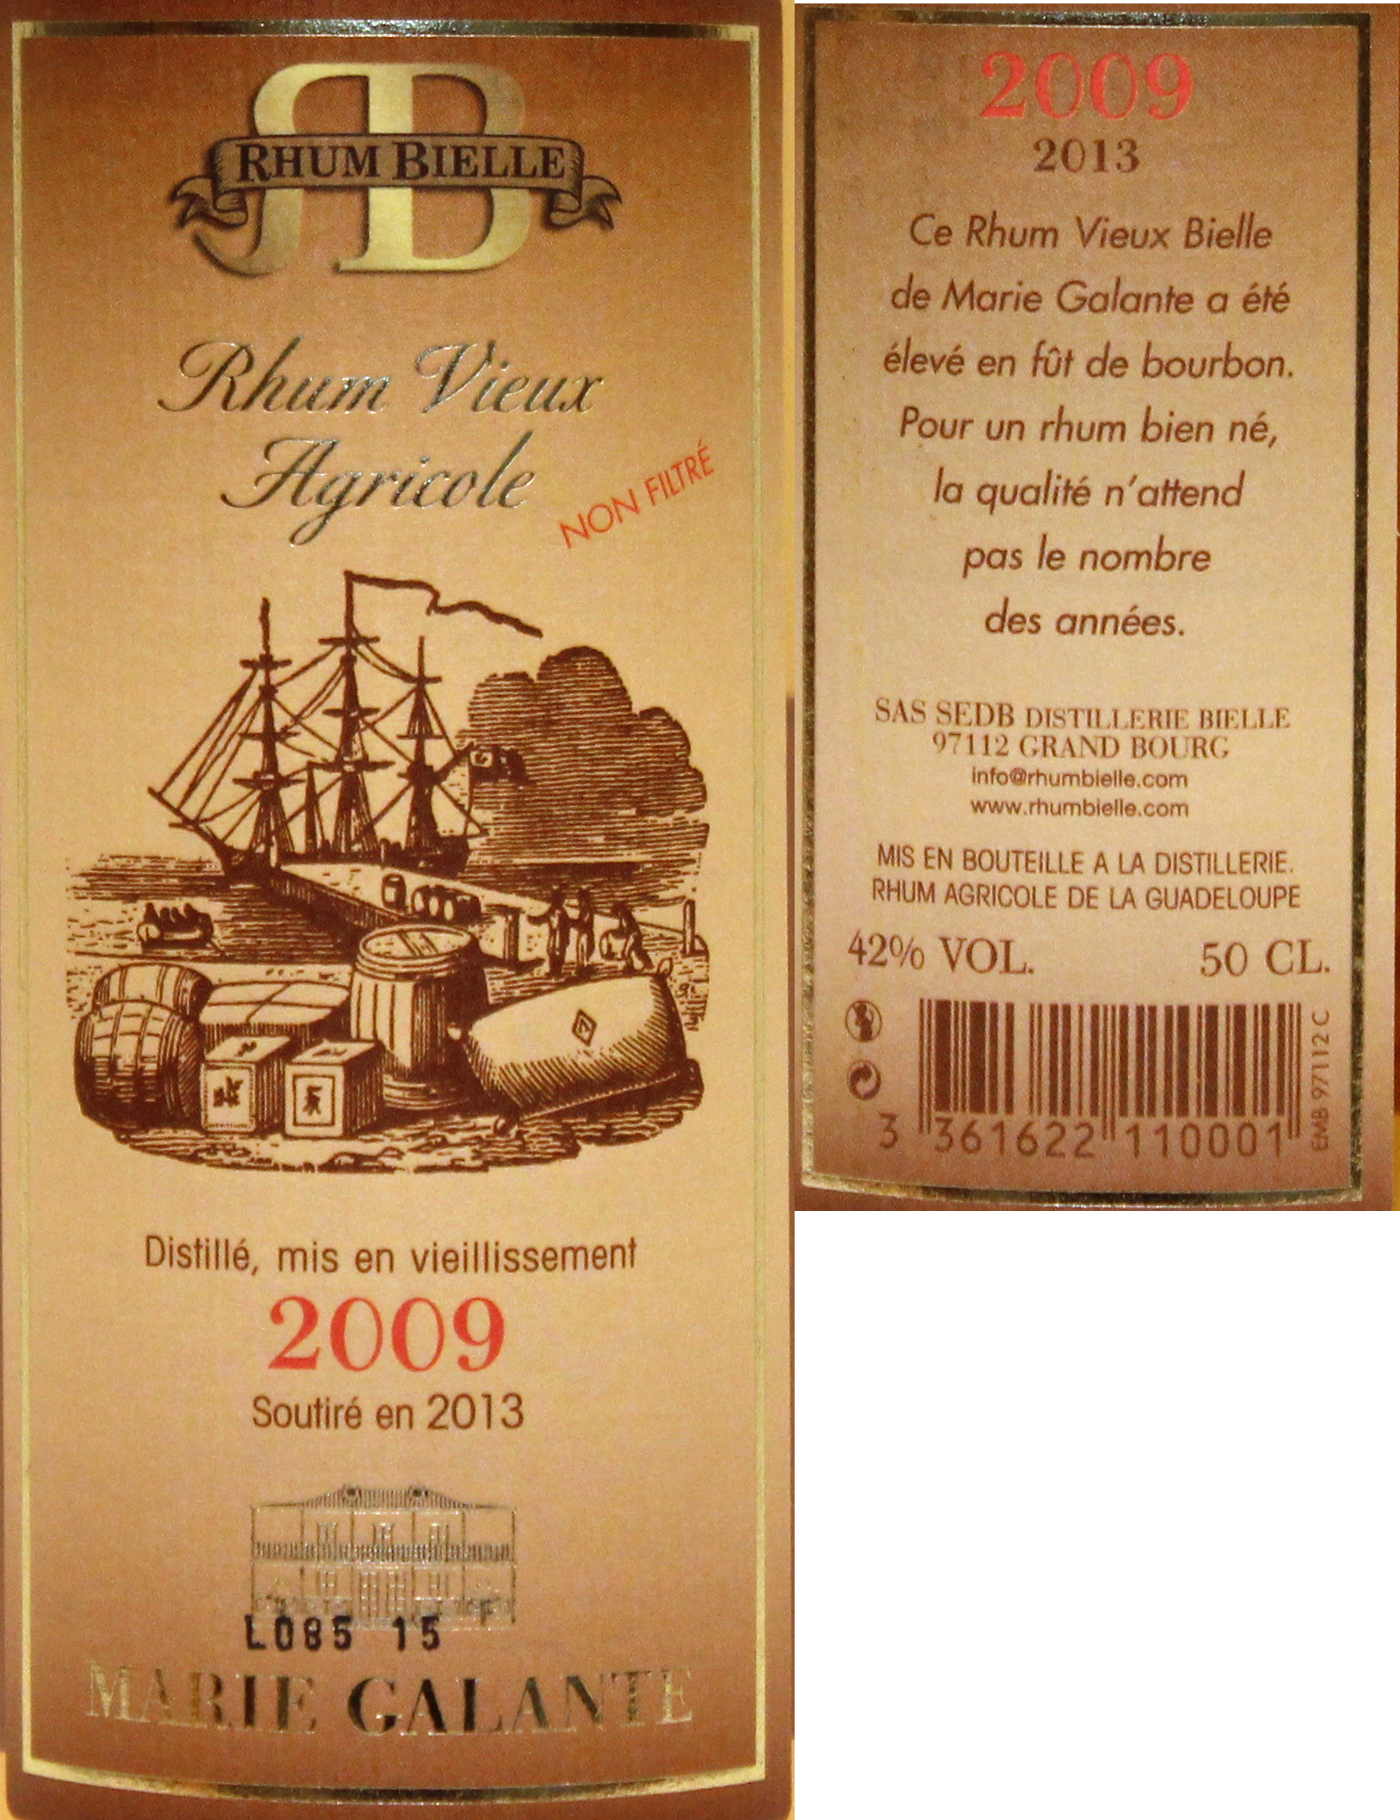 RB
RHUM BIELLE
Rhum Vieux
Agricole
NON FILTRÉ
Distillé, mis en vieillissement
2009
Soutiré en 2013
L085 15
MARIE GALANTE
2009
2013
Ce Rhum Vieux Bielle
de Marie Galante a été
élevé en fût de bourbon.
Pour un rhum bien né,
la qualité n'attend
pas le nombre
des années.
SAS SEDB DISTILLERIE BIELLE
97112 GRAND BOURG
info@rhumbielle.com
www.rhumbielle.com
MIS EN BOUTEILLE A LA DISTILLERIE.
RHUM AGRICOLE DE LA GUADELOUPE
42% VOL. 50 CL.
3 361622 110001
EMB 97112 C